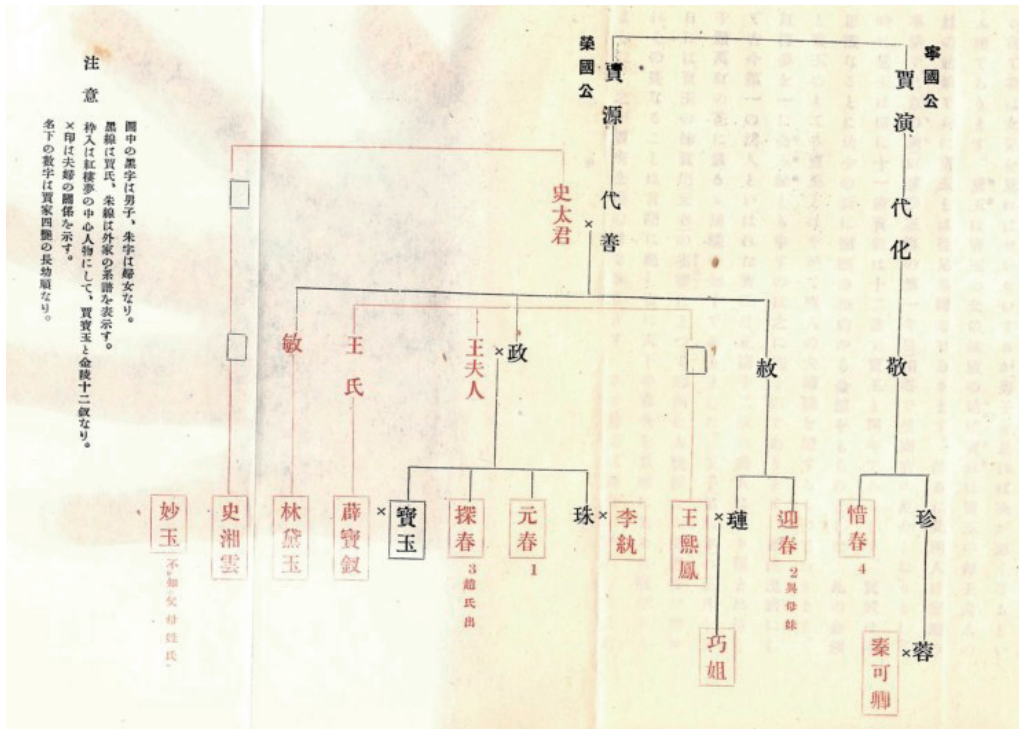 寧國公
賈演
榮國公
賈源
代化
代善
×
史太君
敬
赦
政
×
王夫人
王氏
敏
珍
惜春
4
迎春
2
異母妹
璉
×
王熙鳳
李紈
×
珠
元春
1
探春
3
趙氏出
寶玉
×
薛寶釵
林黛玉
史湘雲
妙玉
不知父母姓氏
蓉
×
秦可卿
巧姐
注意
圖中の黑字は男子、朱字は婦女なり。
黑線は賈氏、朱線は外家の系譜を表示す。
枠入は紅樓夢の中心人物にして、賈寶玉と金陵十二釵なり。
×印は夫婦の關係を示す。
名下の數字は賈家四艶の長幼順なり。